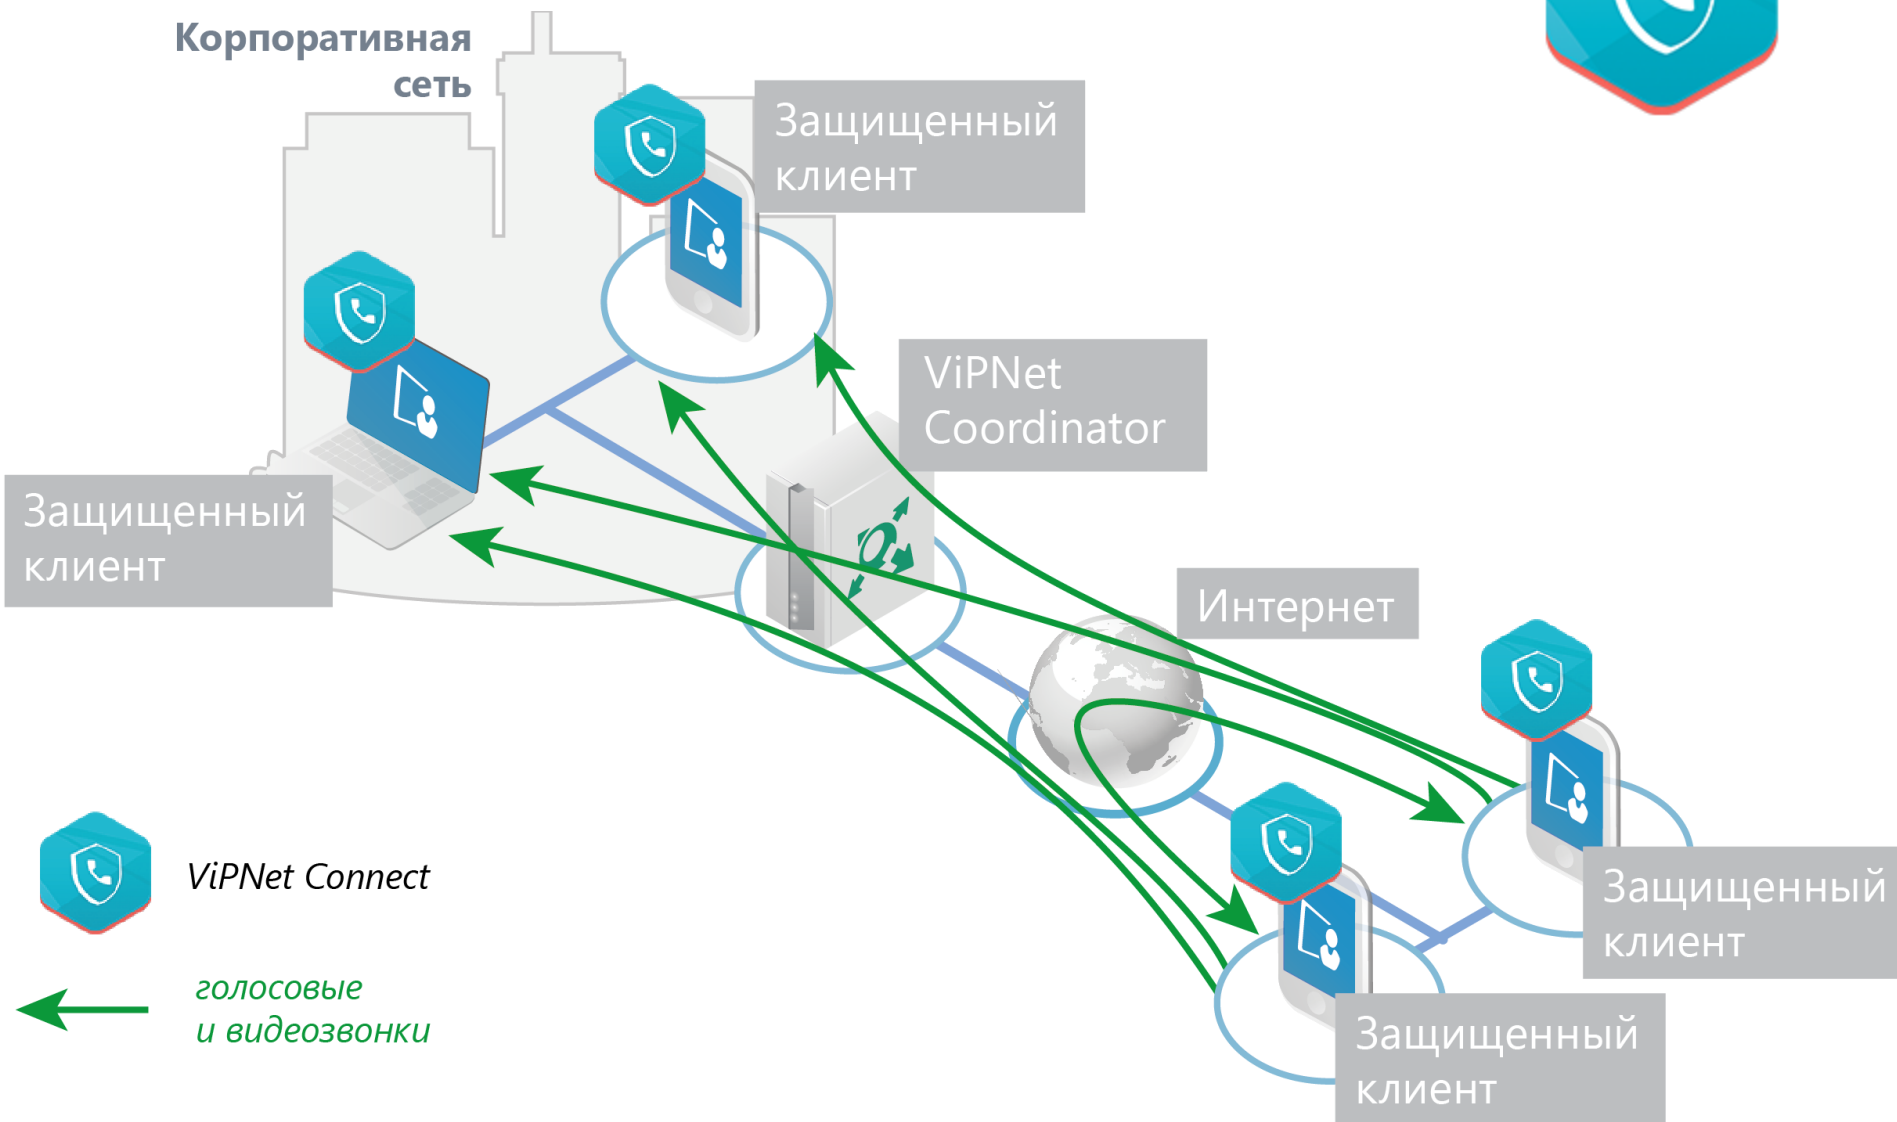 Корпоративная
сеть
Защищенный
клиент
ViPNet
Coordinator
Защищенный
клиент
Интернет
Защищенный
клиент
Защищенный
клиент
ViPNet Connect
голосовые
и видеозвонки